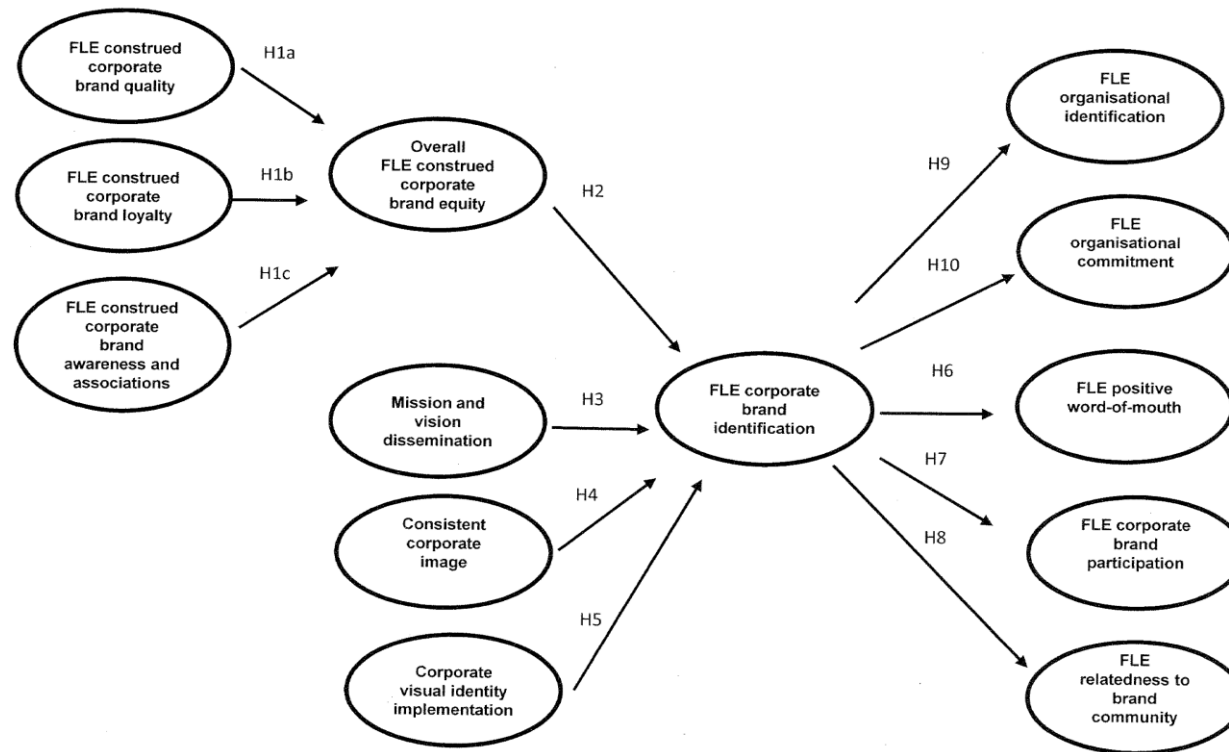 FLE construed
corporate
brand quality
H1a
FLE construed
corporate
brand loyalty
H1b
FLE construed
corporate
brand
awareness and
associations
H1c
Overall
FLE construed
corporate
brand equity
H2
Mission and
vision
dissemination
H3
Consistent
corporate
image
H4
Corporate
visual identity
implementation
H5
FLE corporate
brand
identification
H9
FLE
organisational
identification
H10
FLE
organisational
commitment
H6
FLE positive
word-of-mouth
H7
FLE corporate
brand
participation
H8
FLE
relatedness to
brand
community